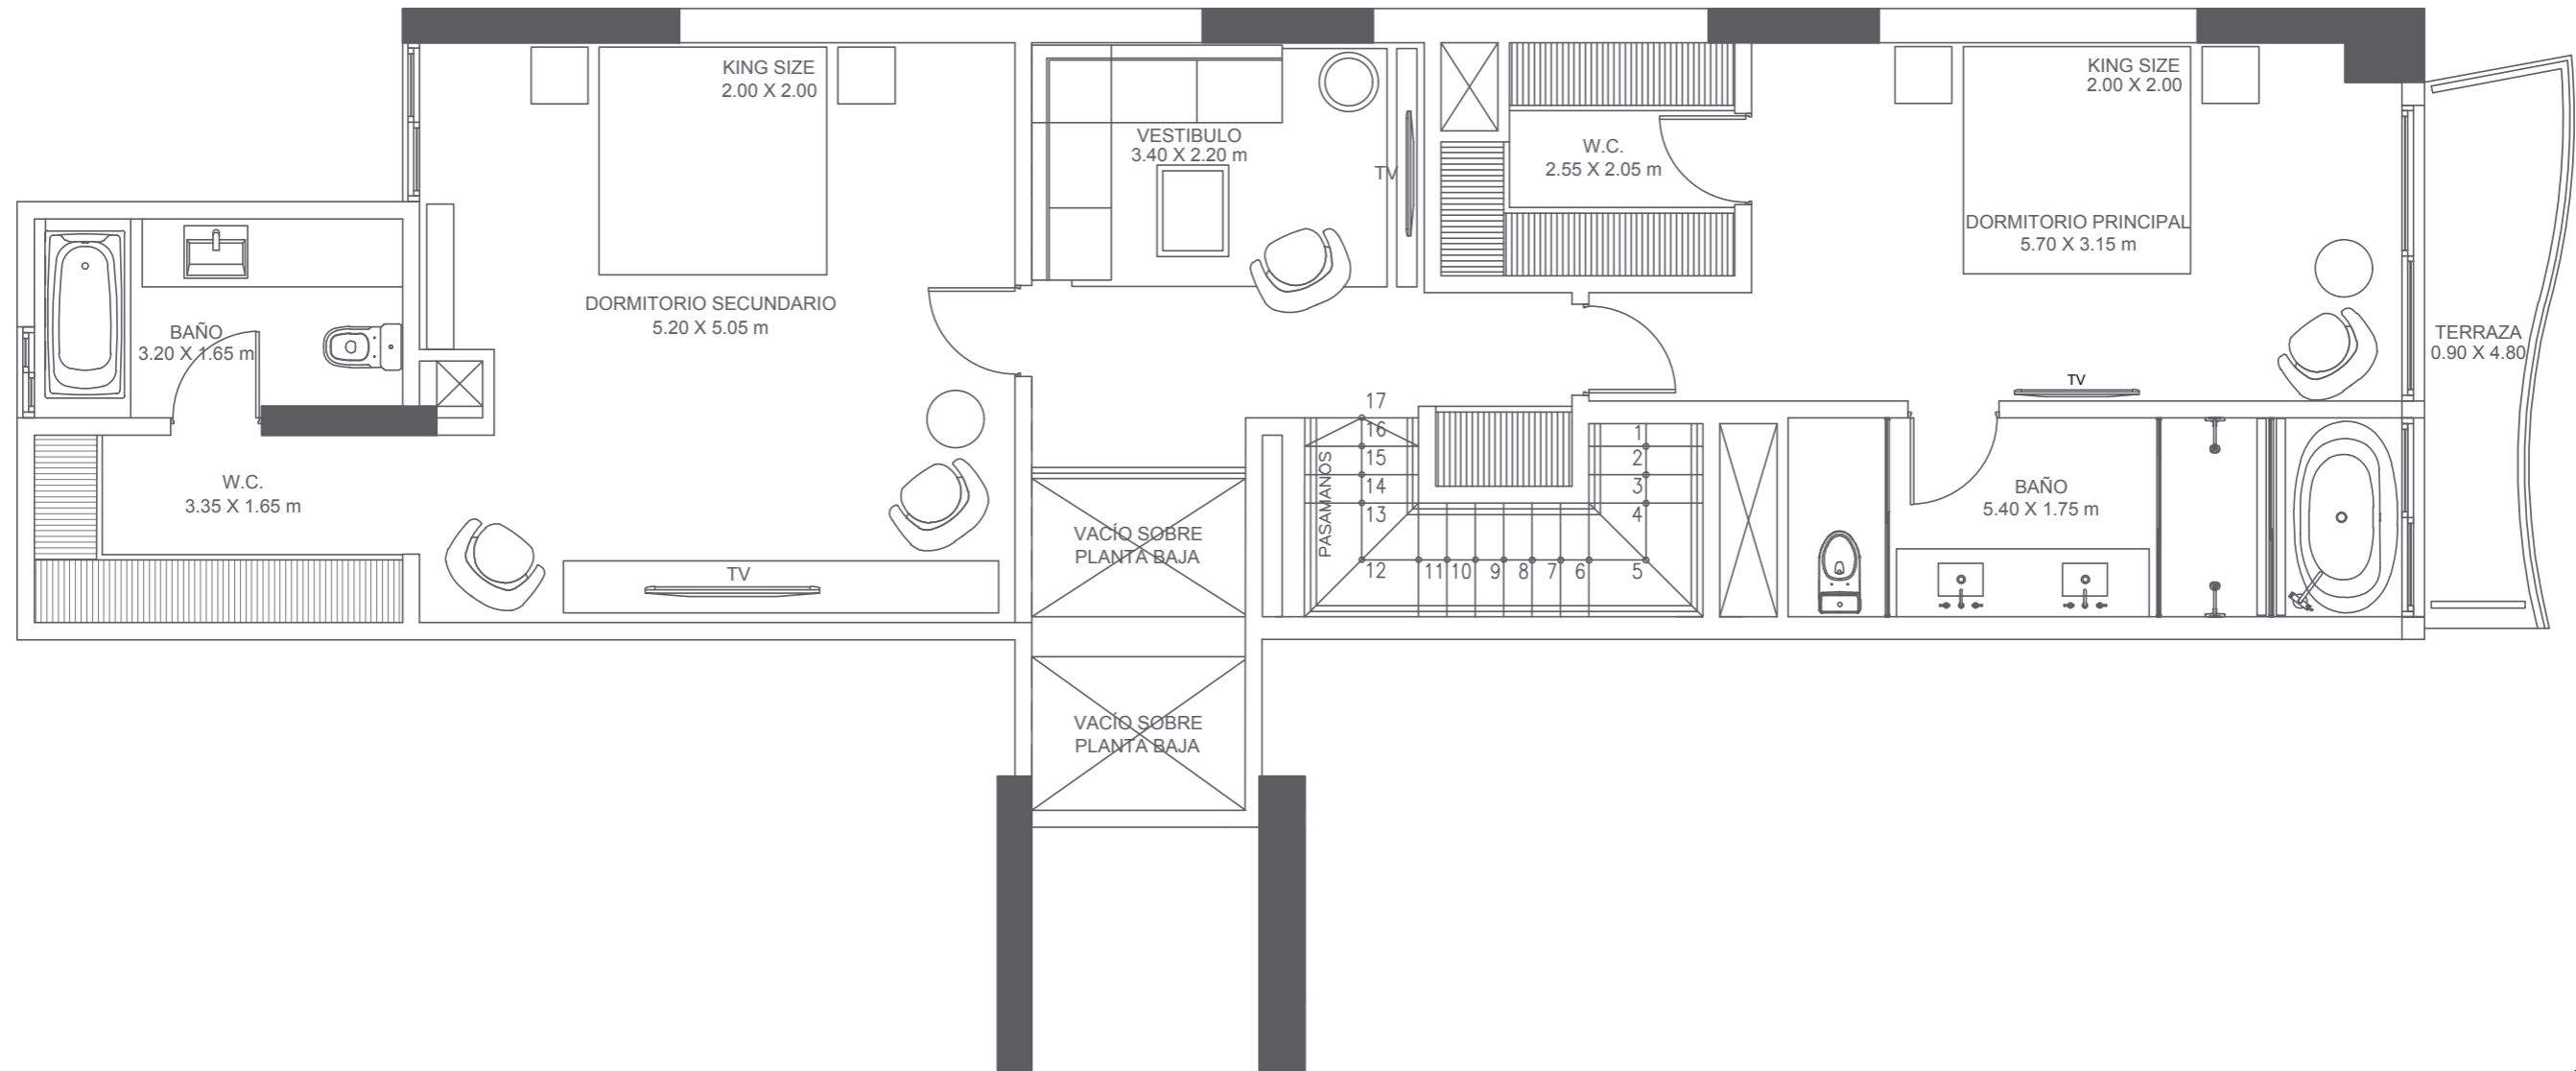 KING SIZE
2.00 X 2.00
VESTIBULO
3.40 X 2.20 m
TV
W.C.
2.55 X 2.05 m
KING SIZE
2.00 X 2.00
DORMITORIO PRINCIPAL
5.70 X 3.15 m
BAÑO
3.20 X 1.65 m
DORMITORIO SECUNDARIO
5.20 X 5.05 m
TERRAZA
0.90 X 4.80
TV
W.C.
3.35 X 1.65 m
TV
VACÍO SOBRE
PLANTA BAJA
PASAMANOS
17
16
15
14
13
12
11
10
9
8
7
6
5
4
3
2
1
BAÑO
5.40 X 1.75 m
VACÍO SOBRE
PLANTA BAJA